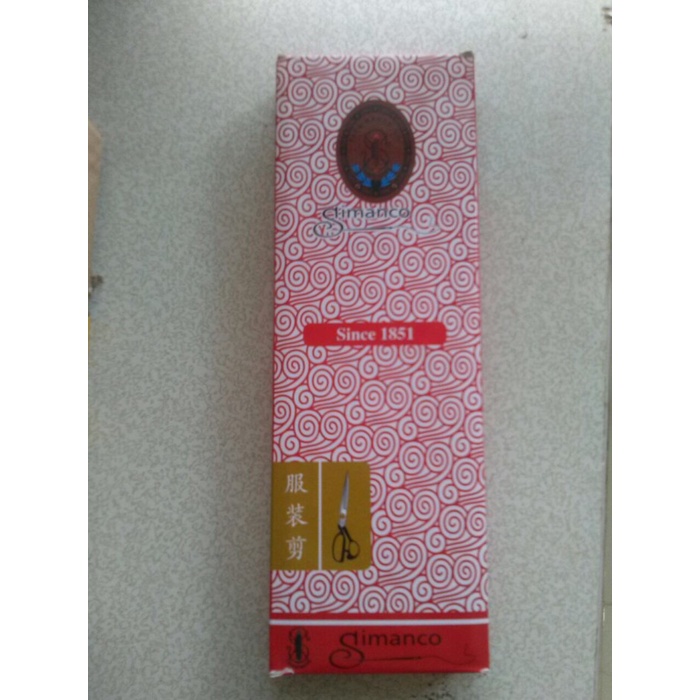 Simanco
Since 1851
服装剪
Simanco